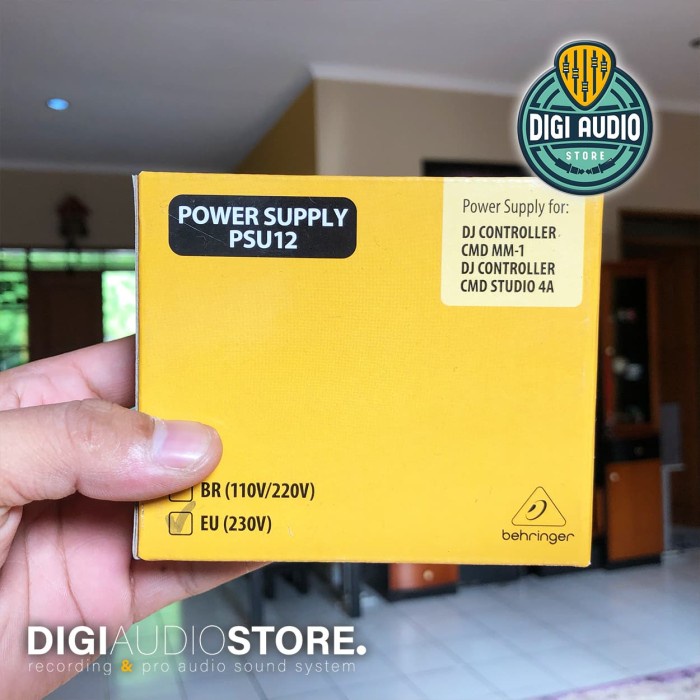 DIGI AUDIO
STORE
POWER SUPPLY
PSU12
Power Supply for:
DJ CONTROLLER
CMD MM-1
DJ CONTROLLER
CMD STUDIO 4A
BR (110V/220V)
EU (230V)
behringer
DIGIAUDIOSTORE.
recording & pro audio sound system